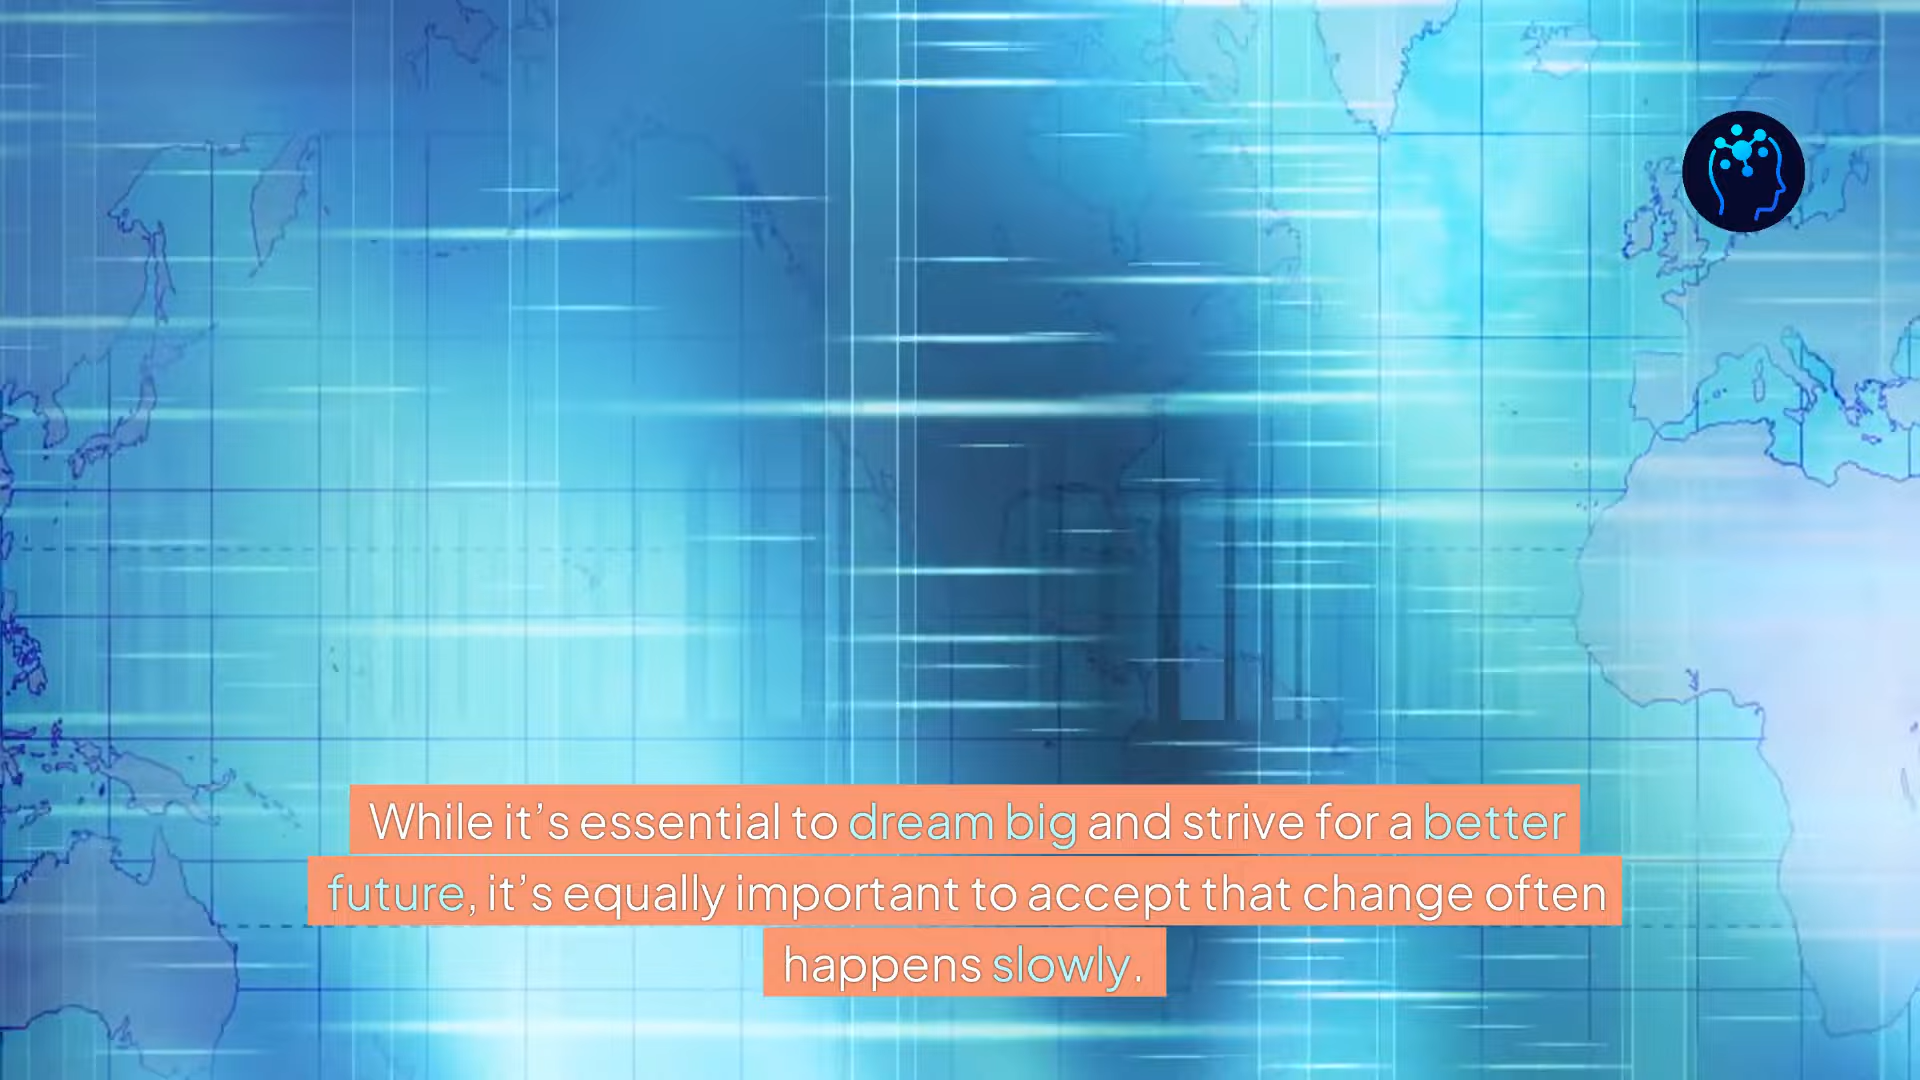 While it’s essential to dream big and strive for a better
future, it’s equally important to accept that change often
happens slowly.